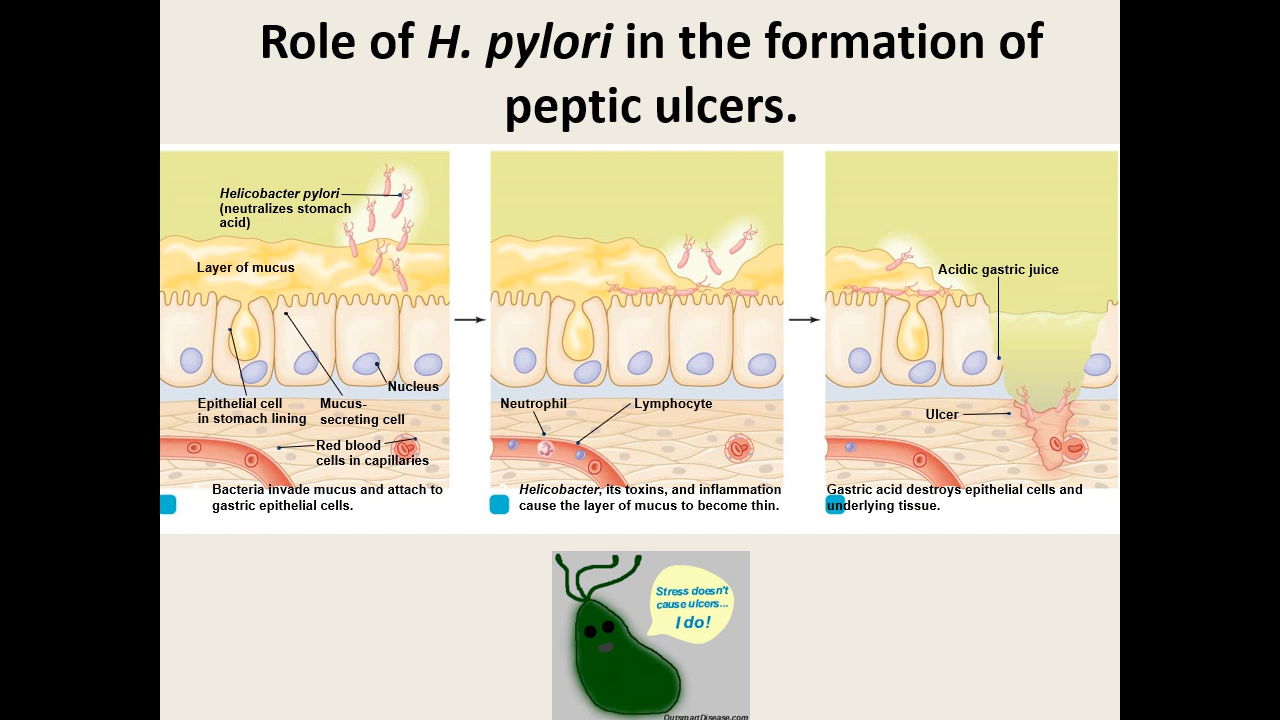 Role of H. pylori in the formation of
peptic ulcers.
Helicobacter pylori
(neutralizes stomach
acid)
Layer of mucus
Nucleus
Epithelial cell
in stomach lining
Mucus-
secreting cell
Red blood
cells in capillaries
Bacteria invade mucus and attach to
gastric epithelial cells.
Neutrophil
Lymphocyte
Helicobacter, its toxins, and inflammation
cause the layer of mucus to become thin.
Acidic gastric juice
Ulcer
Gastric acid destroys epithelial cells and
underlying tissue.
Stress doesn't
cause ulcers...
I do!
OutsmartDisease.com